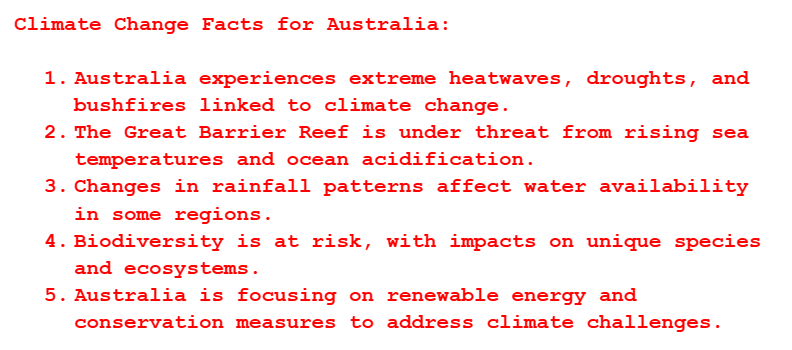 Climate Change Facts for Australia:
1. Australia experiences extreme heatwaves, droughts, and
bushfires linked to climate change.
2. The Great Barrier Reef is under threat from rising sea
temperatures and ocean acidification.
3. Changes in rainfall patterns affect water availability
in some regions.
4. Biodiversity is at risk, with impacts on unique species
and ecosystems.
5. Australia is focusing on renewable energy and
conservation measures to address climate challenges.